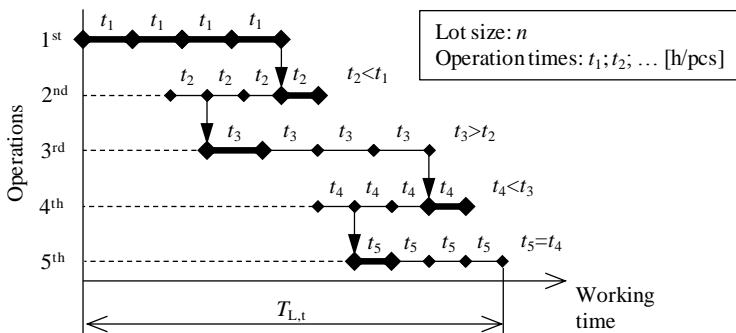 t₁ t₁ t₁ t₁
1ˢᵗ
Lot size: n
Operation times: t₁; t₂; … [h/pcs]
t₂ t₂ t₂ t₂ t₂<t₁
2ⁿᵈ
t₃ t₃ t₃ t₃ t₃>t₂
3ʳᵈ
t₄ t₄ t₄ t₄ t₄<t₃
4ᵗʰ
t₅ t₅ t₅ t₅ t₅=t₄
5ᵗʰ
Operations
Working
time
T_L,t